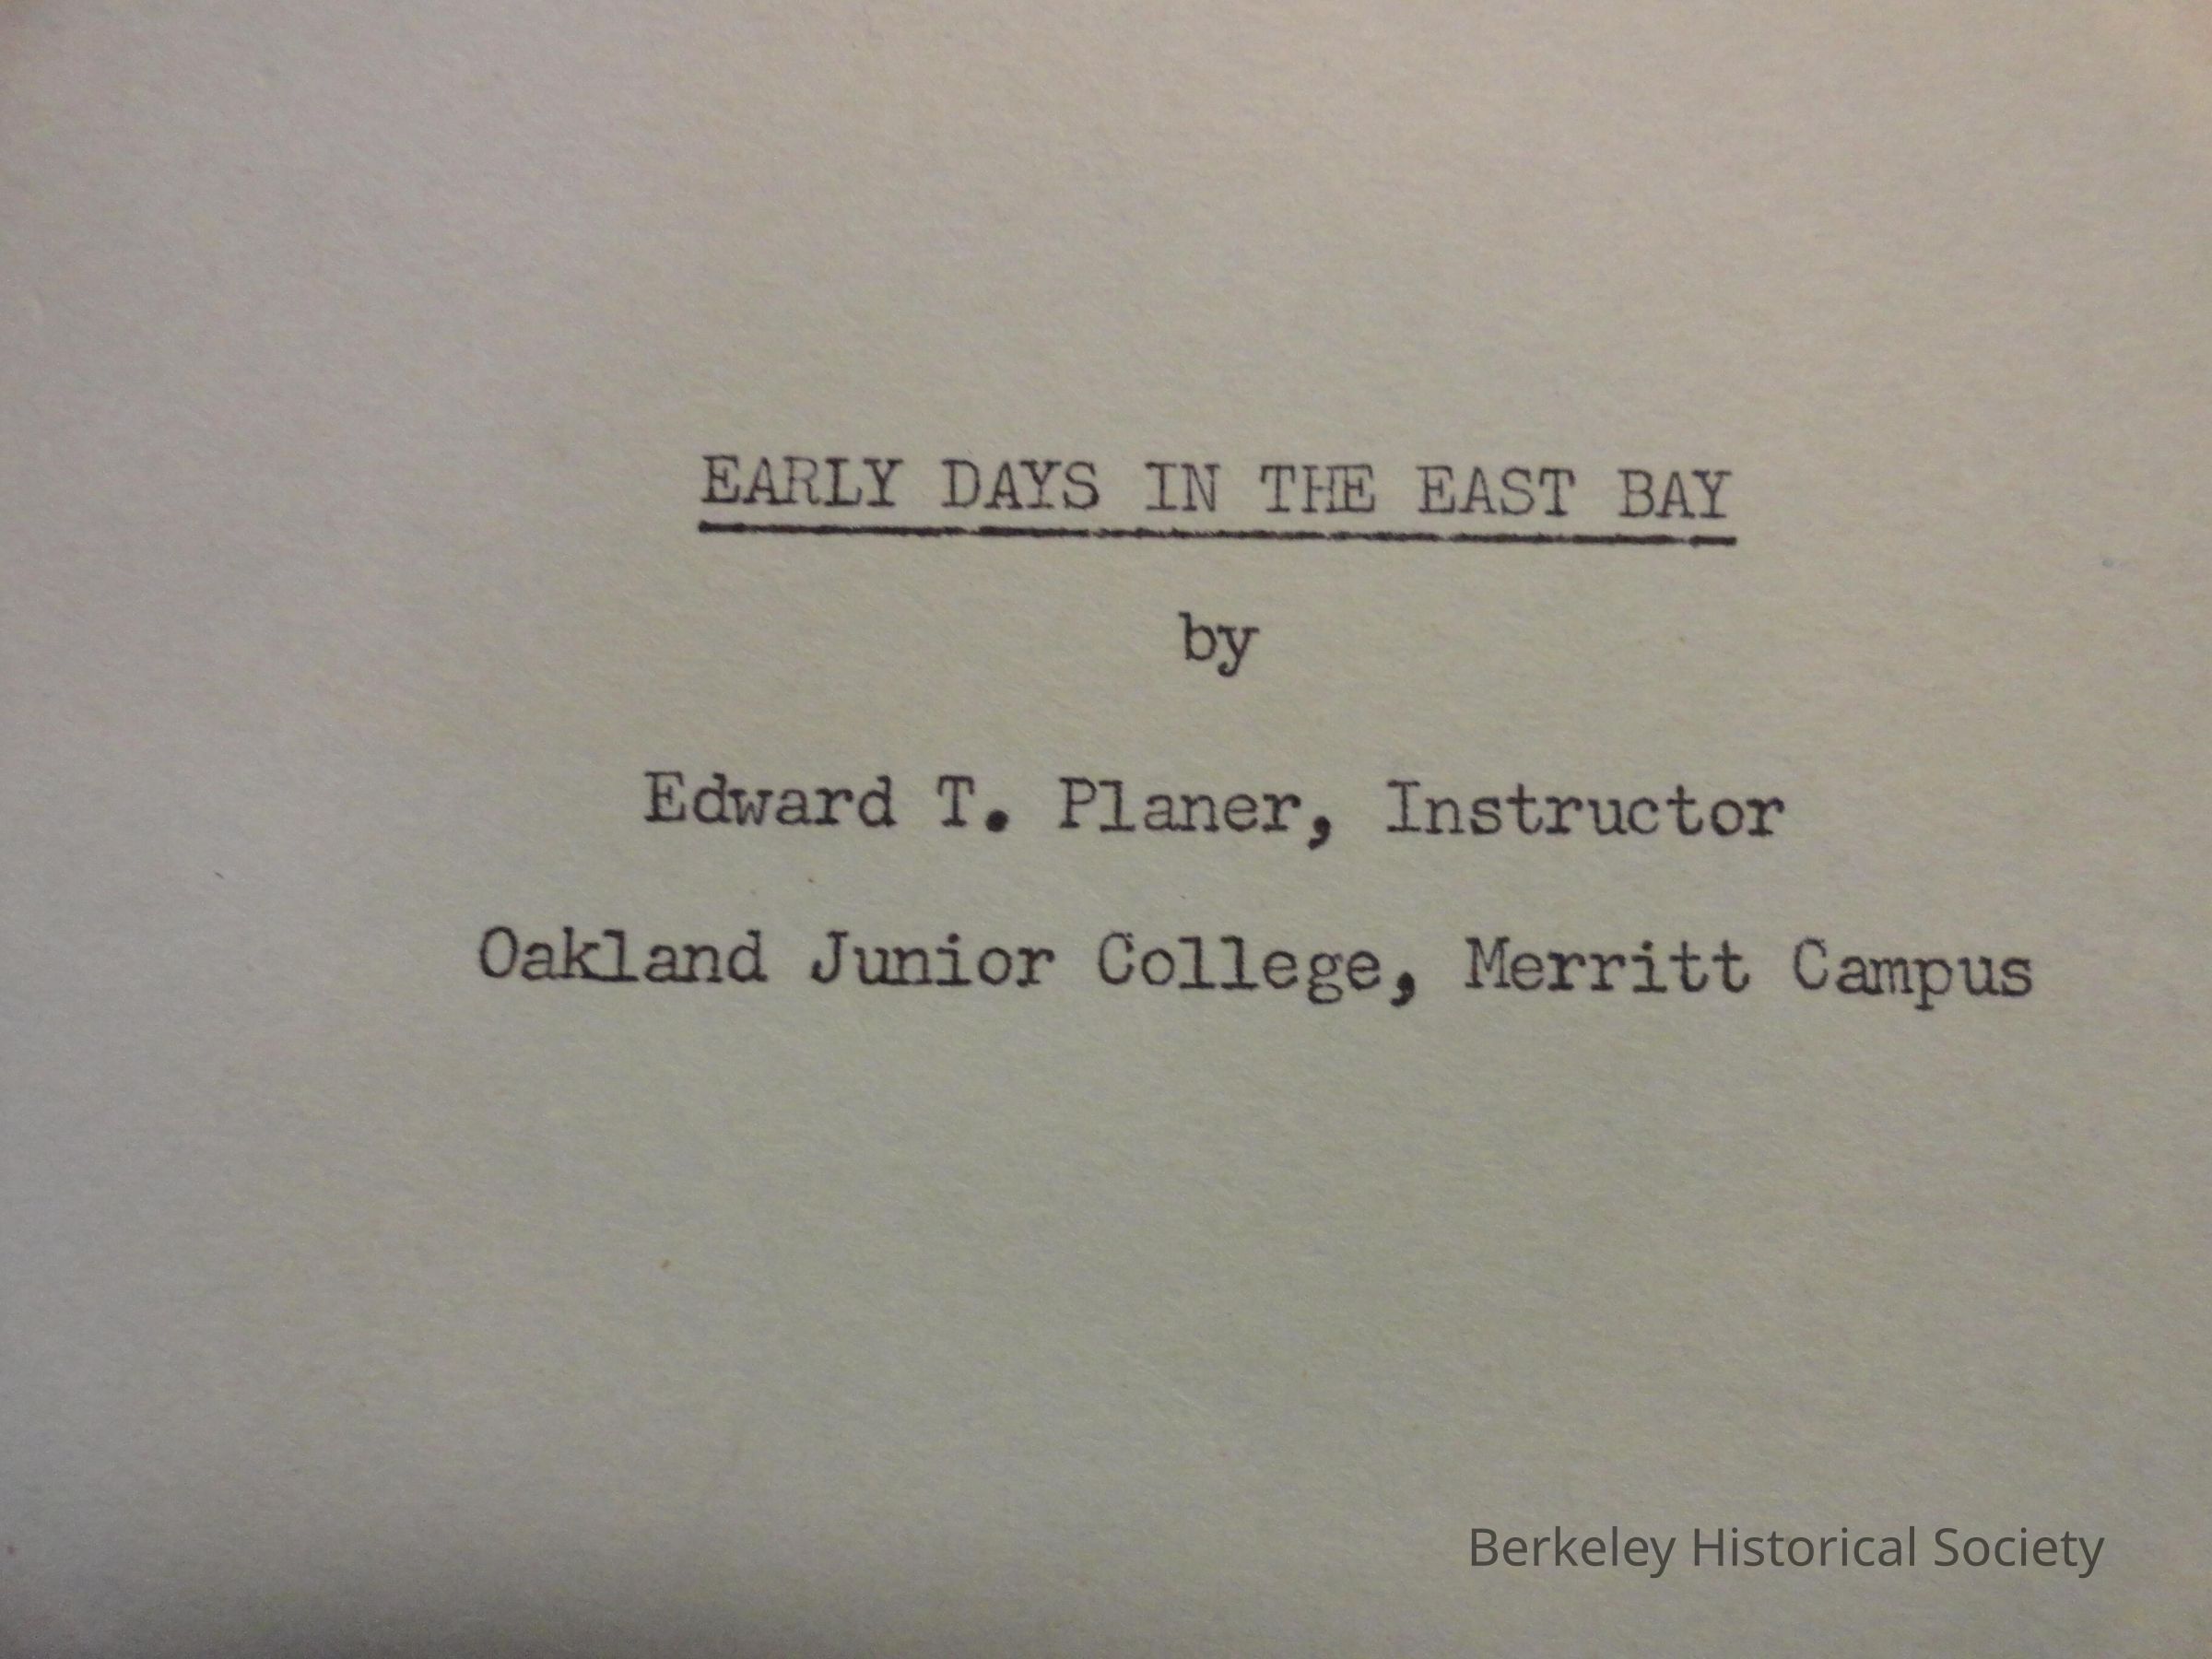 EARLY DAYS IN THE EAST BAY
by
Edward T. Planer, Instructor
Oakland Junior College, Merritt Campus
Berkeley Historical Society